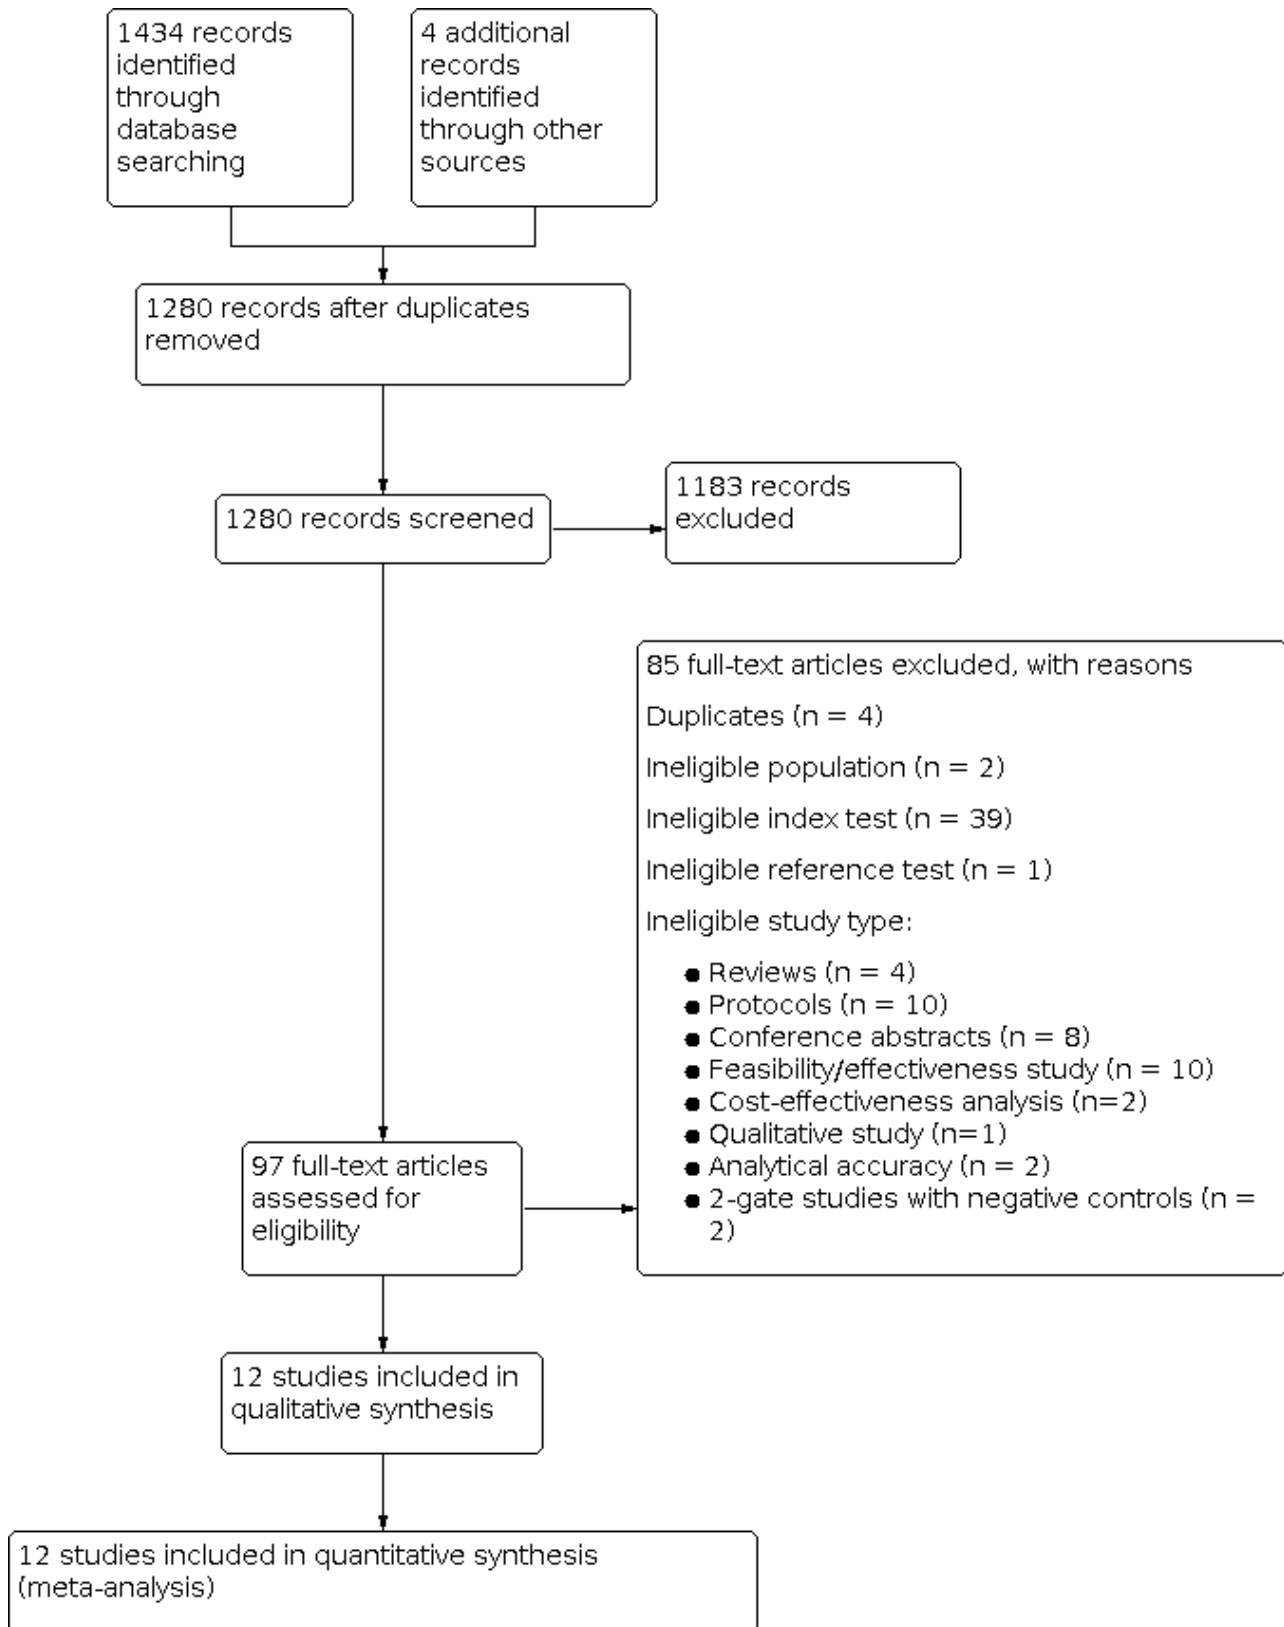 1434 records
identified
through
database
searching
4 additional
records
identified
through other
sources
1280 records after duplicates
removed
1280 records screened
1183 records
excluded
97 full-text articles
assessed for
eligibility
85 full-text articles excluded, with reasons
Duplicates (n = 4)
Ineligible population (n = 2)
Ineligible index test (n = 39)
Ineligible reference test (n = 1)
Ineligible study type:
● Reviews (n = 4)
● Protocols (n = 10)
● Conference abstracts (n = 8)
● Feasibility/effectiveness study (n = 10)
● Cost-effectiveness analysis (n=2)
● Qualitative study (n=1)
● Analytical accuracy (n = 2)
● 2-gate studies with negative controls (n =
2)
12 studies included in
qualitative synthesis
12 studies included in quantitative synthesis
(meta-analysis)